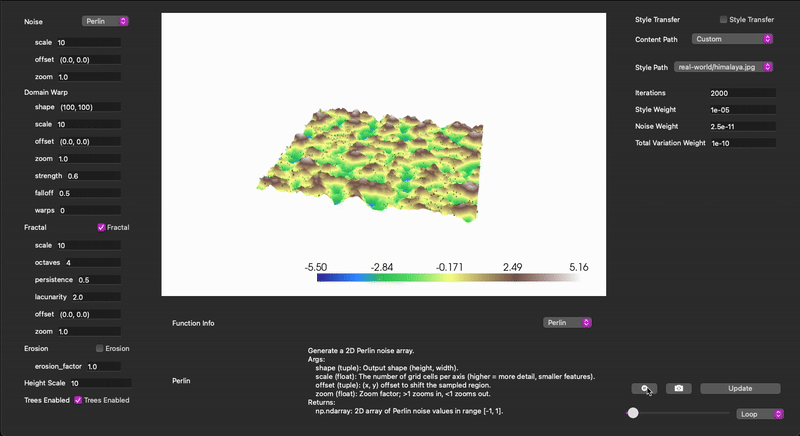 Noise Perlin
scale 10
offset (0.0, 0.0)
zoom 1.0
Domain Warp
shape (100, 100)
scale 10
offset (0.0, 0.0)
zoom 1.0
strength 0.6
falloff 0.5
warps 0
Fractal Fractal
scale 10
octaves 4
persistence 0.5
lacunarity 2.0
offset (0.0, 0.0)
zoom 1.0
Erosion Erosion
erosion_factor 1.0
Height Scale 10
Trees Enabled Trees Enabled
-5.50 -2.84 -0.171 2.49 5.16
Function Info Perlin
Perlin
Generate a 2D Perlin noise array.
Args:
shape (tuple): Output shape (height, width).
scale (float): The number of grid cells per axis (higher = more detail, smaller features).
offset (tuple): (x, y) offset to shift the sampled region.
zoom (float): Zoom factor; >1 zooms in, <1 zooms out.
Returns:
np.ndarray: 2D array of Perlin noise values in range [-1, 1].
Style Transfer Style Transfer
Content Path Custom
Style Path real-world/himalaya.jpg
Iterations 2000
Style Weight 1e-05
Noise Weight 2.5e-11
Total Variation Weight 1e-10
Update
Loop